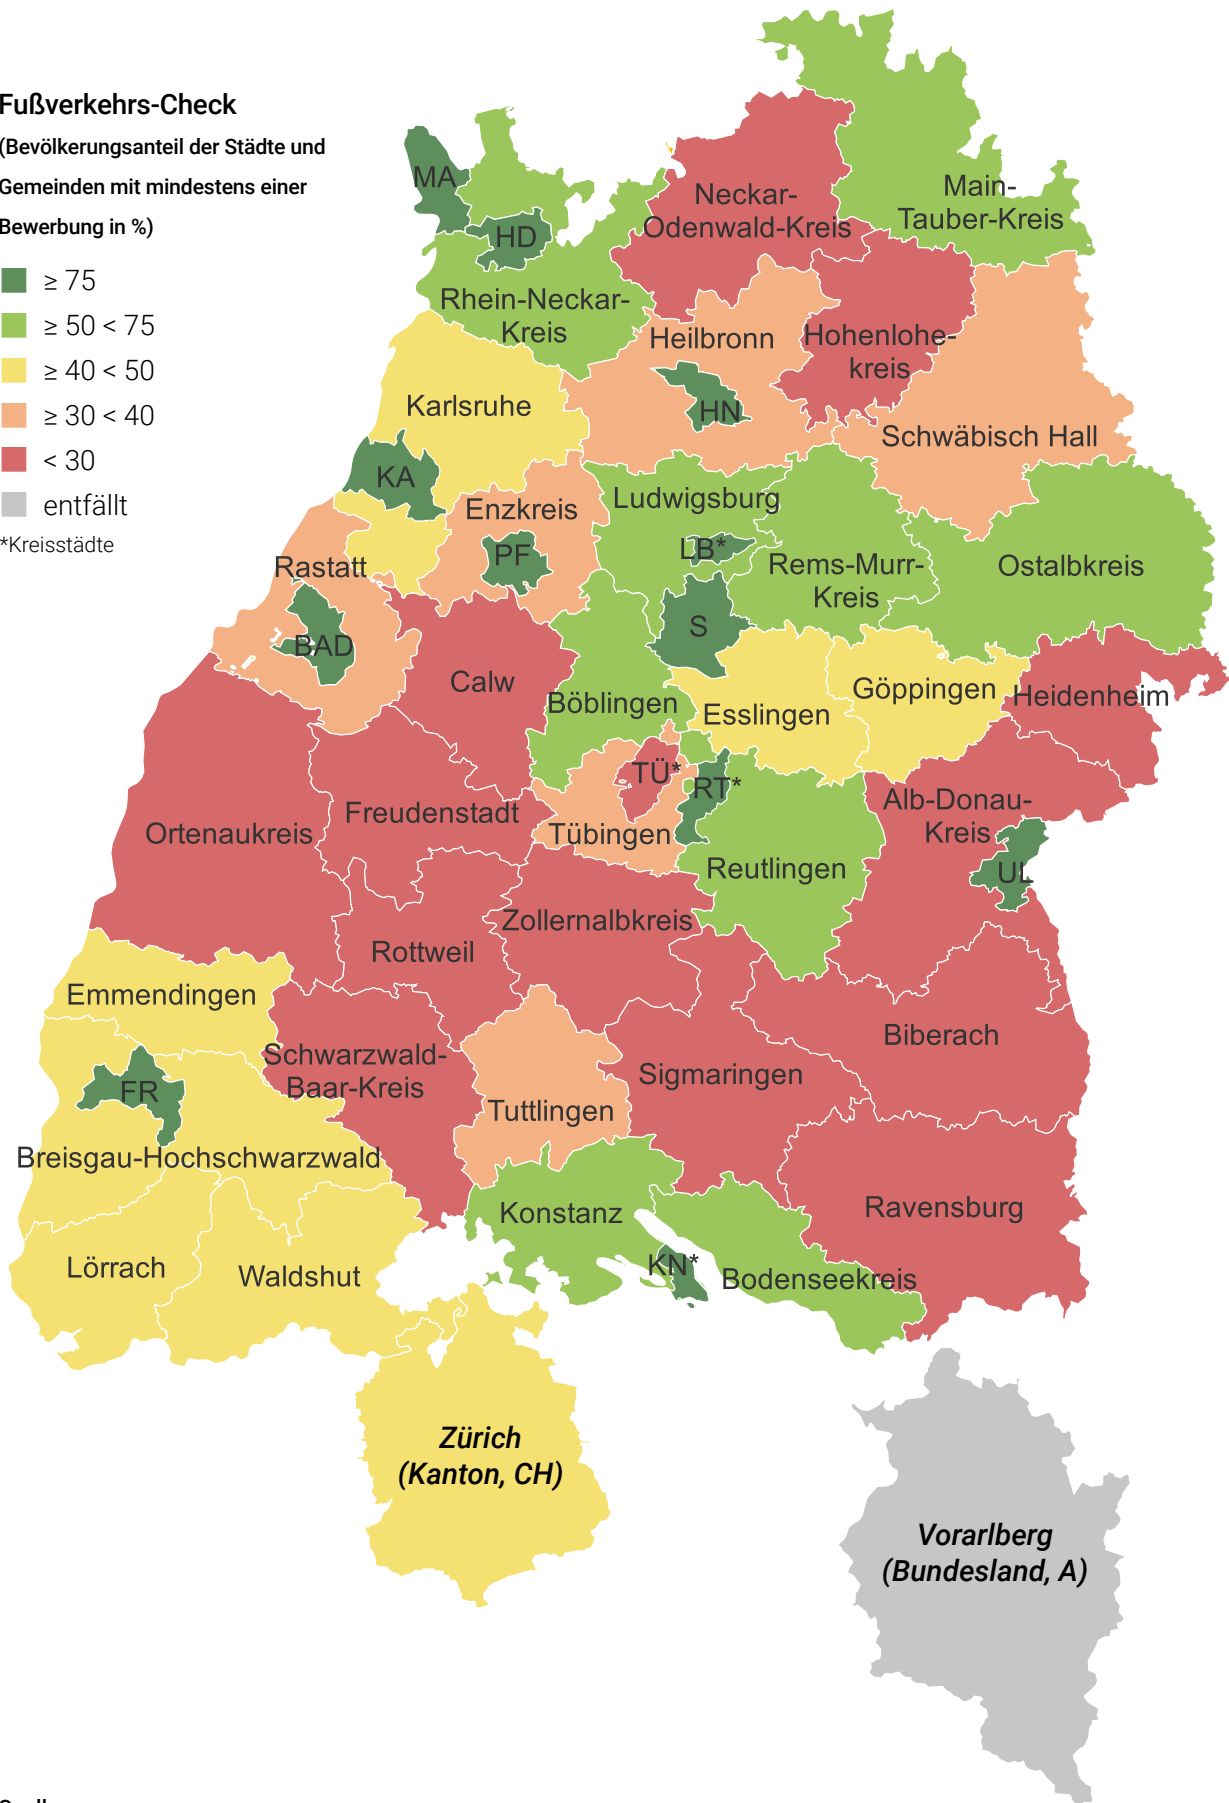 Fußverkehrs-Check
(Bevölkerungsanteil der Städte und
Gemeinden mit mindestens einer
Bewerbung in %)
≥ 75
≥ 50 < 75
≥ 40 < 50
≥ 30 < 40
< 30
entfällt
*Kreisstädte
MA
HD
Rhein-Neckar-
Kreis
Neckar-
Odenwald-Kreis
Main-
Tauber-Kreis
Heilbronn
HN
Hohenlohe-
kreis
Schwäbisch Hall
Karlsruhe
KA
Enzkreis
PF
Ludwigsburg
LB*
Rems-Murr-
Kreis
Ostalbkreis
Rastatt
BAD
S
Calw
Böblingen
Esslingen
Göppingen
Heidenheim
TÜ*
RT*
Tübingen
Reutlingen
Alb-Donau-
Kreis
UL
Ortenaukreis
Freudenstadt
Rottweil
Zollernalbkreis
Emmendingen
FR
Breisgau-Hochschwarzwald
Schwarzwald-
Baar-Kreis
Tuttlingen
Sigmaringen
Biberach
Konstanz
KN*
Bodenseekreis
Ravensburg
Lörrach
Waldshut
Zürich
(Kanton, CH)
Vorarlberg
(Bundesland, A)